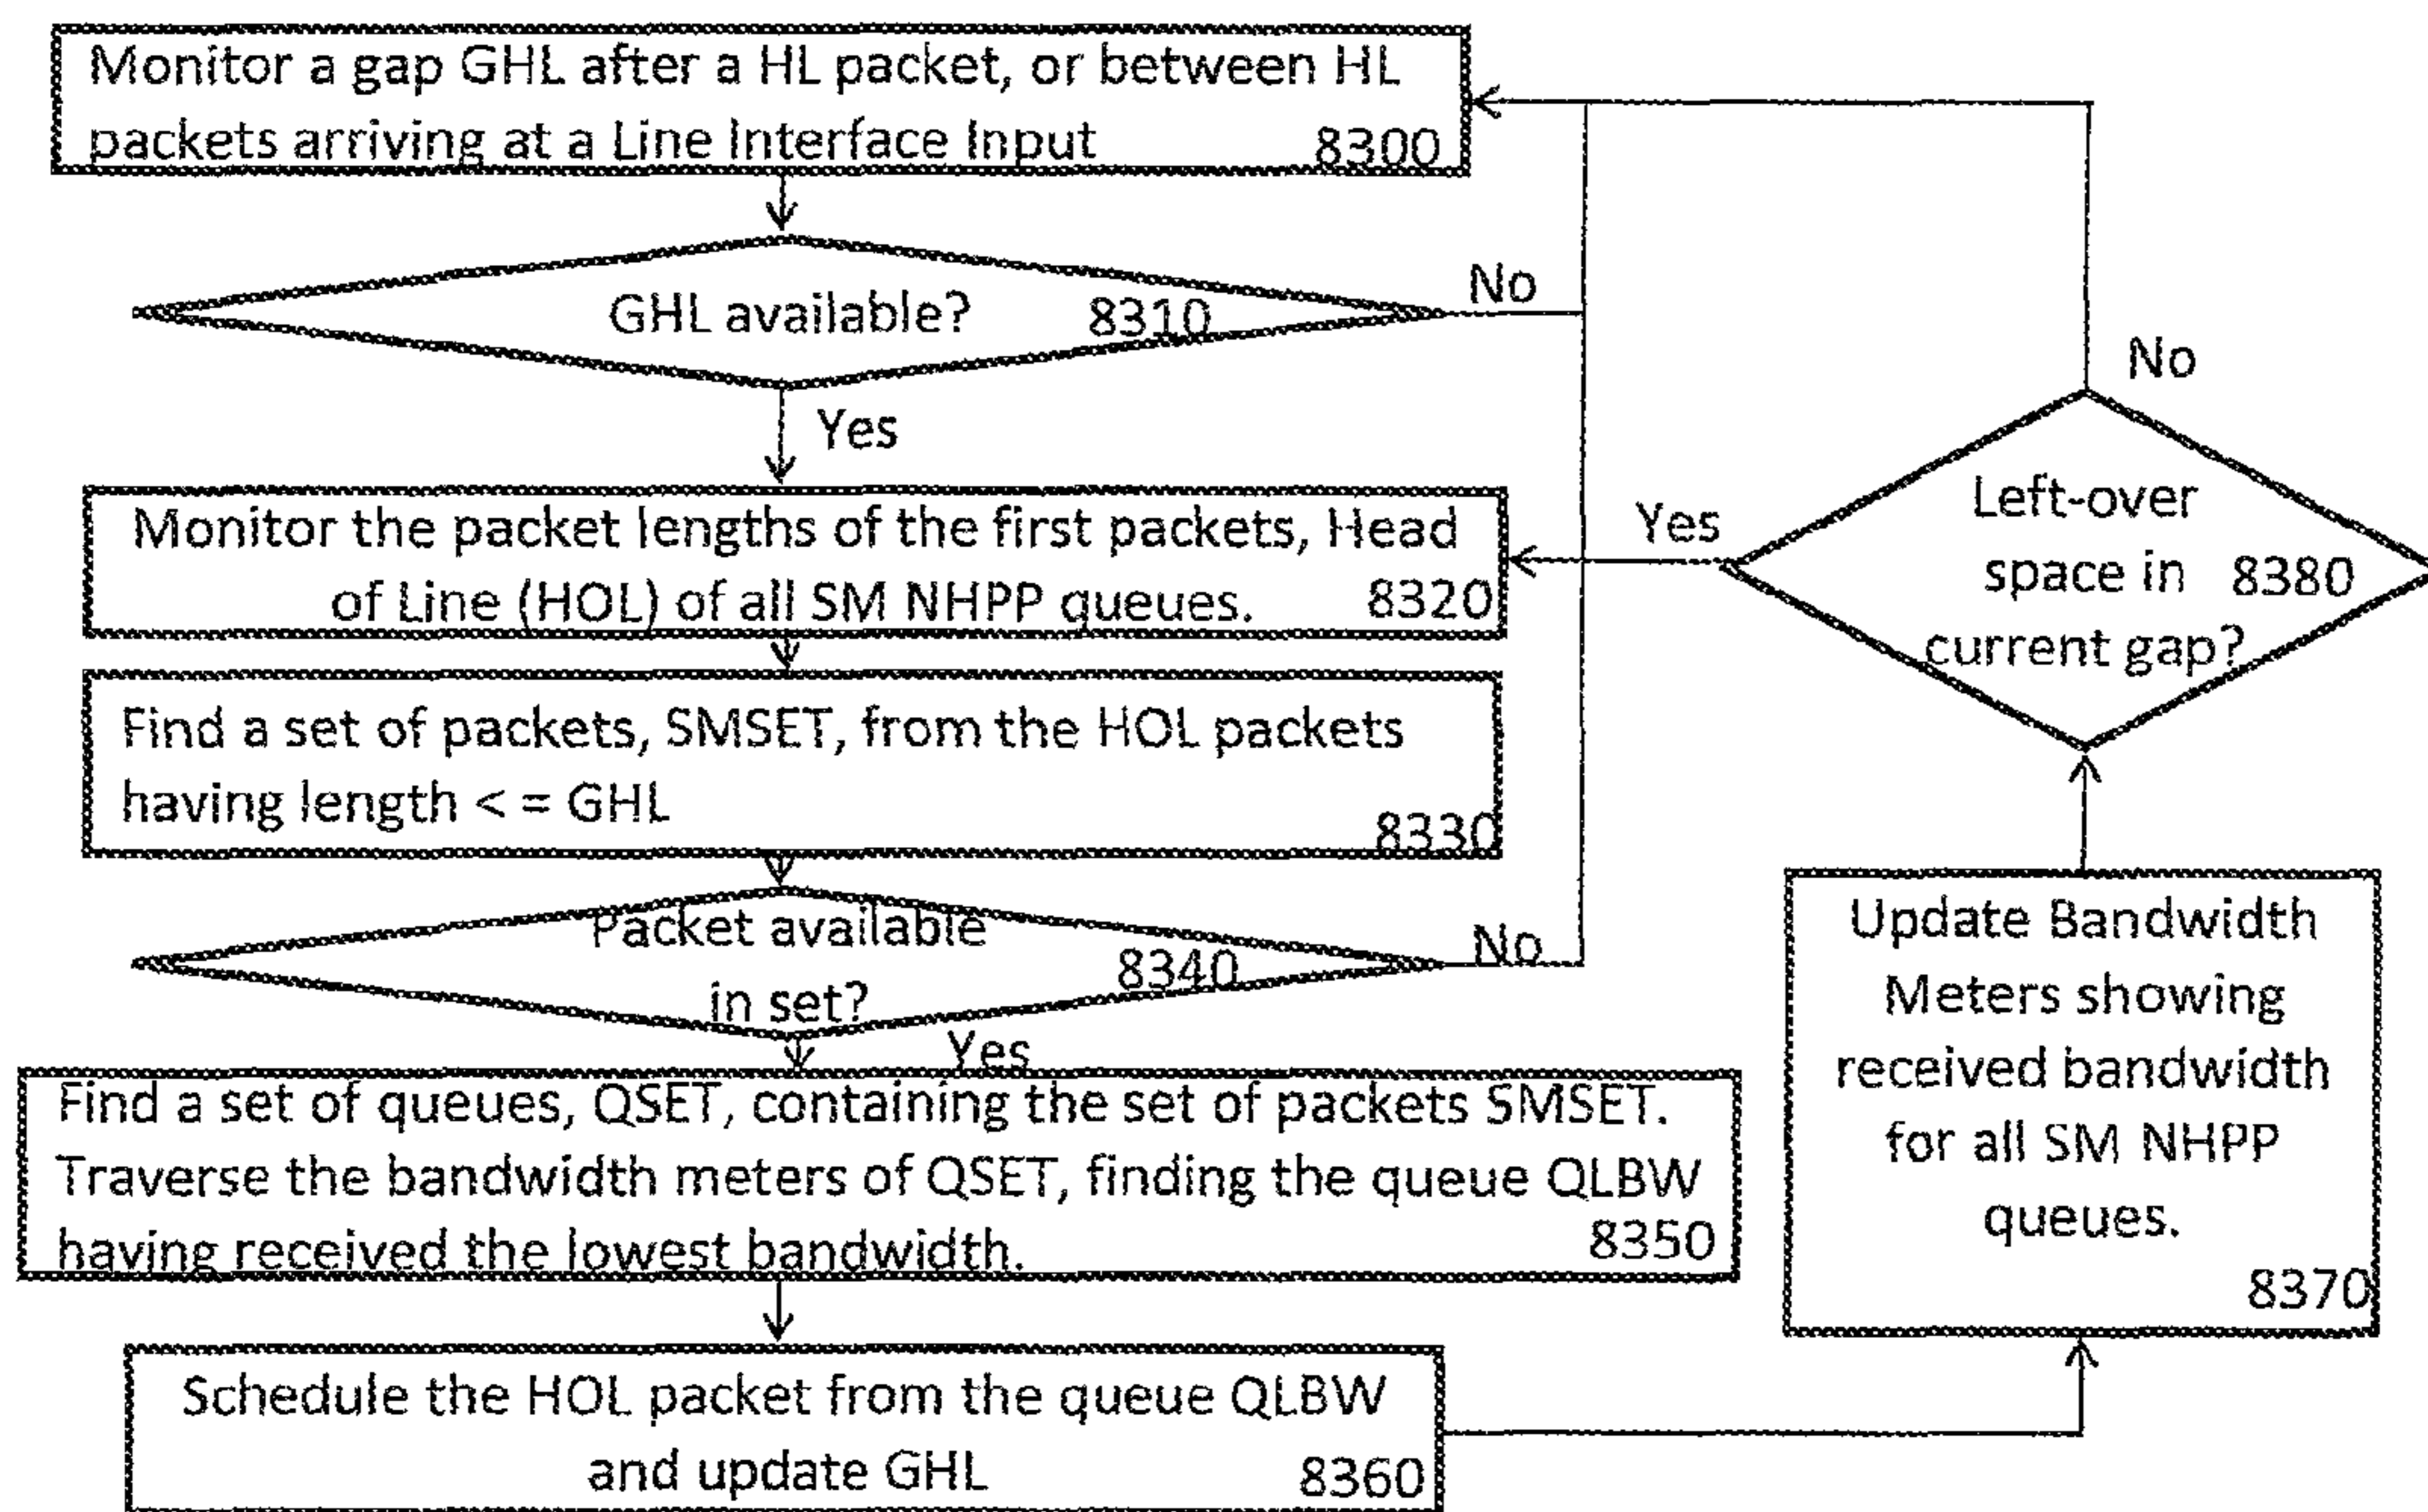 Monitor a gap GHL after a HL packet, or between HL
packets arriving at a Line Interface Input 8300
GHL available? 8310
No
Yes
Monitor the packet lengths of the first packets, Head
of Line (HOL) of all SM NHPP queues. 8320
Find a set of packets, SMSET, from the HOL packets
having length < = GHL
8330
Packet available
8340
in set?
No
Yes
Find a set of queues, QSET, containing the set of packets SMSET.
Traverse the bandwidth meters of QSET, finding the queue QLBW
having received the lowest bandwidth. 8350
Schedule the HOL packet from the queue QLBW
and update GHL 8360
Update Bandwidth
Meters showing
received bandwidth
for all SM NHPP
queues.
8370
Left-over
space in 8380
current gap?
Yes
No